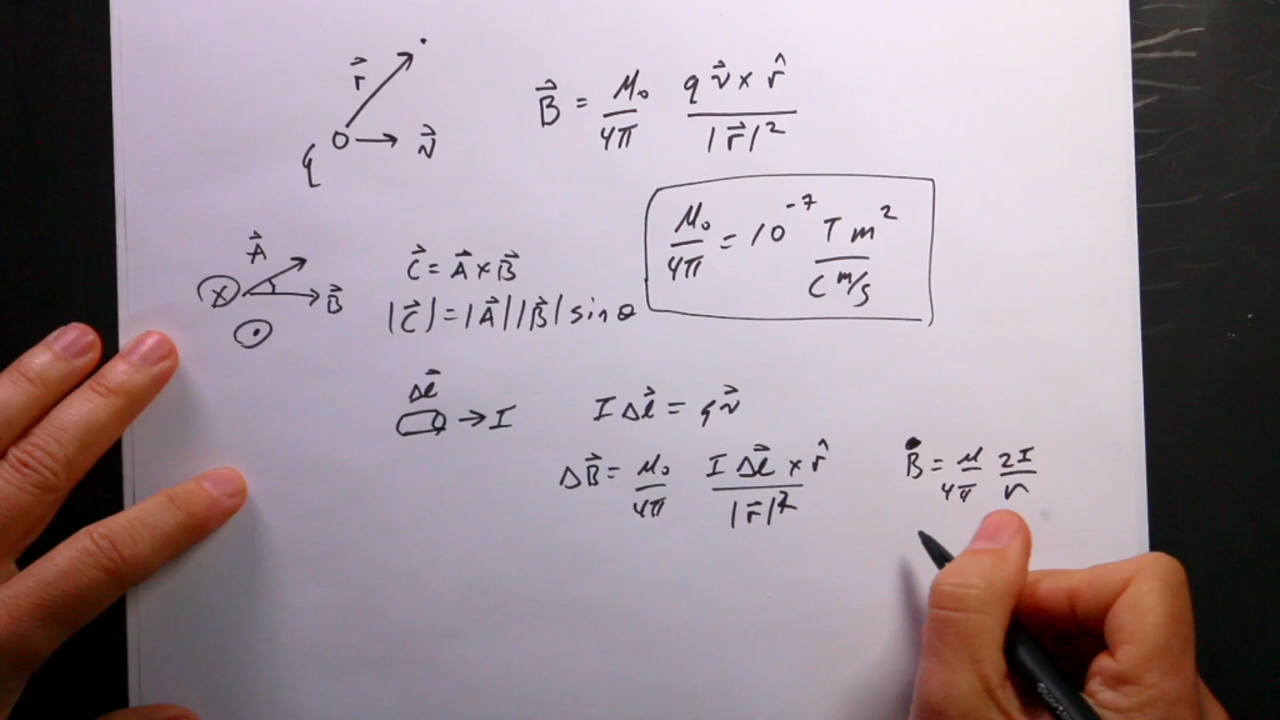 r⃗
q v⃗
B⃗ = μ₀/4π q v⃗ × r̂ / |r⃗|²
μ₀/4π = 10⁻⁷ T m² / C m/s
A⃗
X B⃗
C⃗ = A⃗ × B⃗
|C⃗| = |A⃗||B⃗| sin θ
Δl⃗
→ I
I Δl⃗ = q v⃗
ΔB⃗ = μ₀/4π I Δl⃗ × r̂ / |r⃗|²
B = μ/4π 2I/r